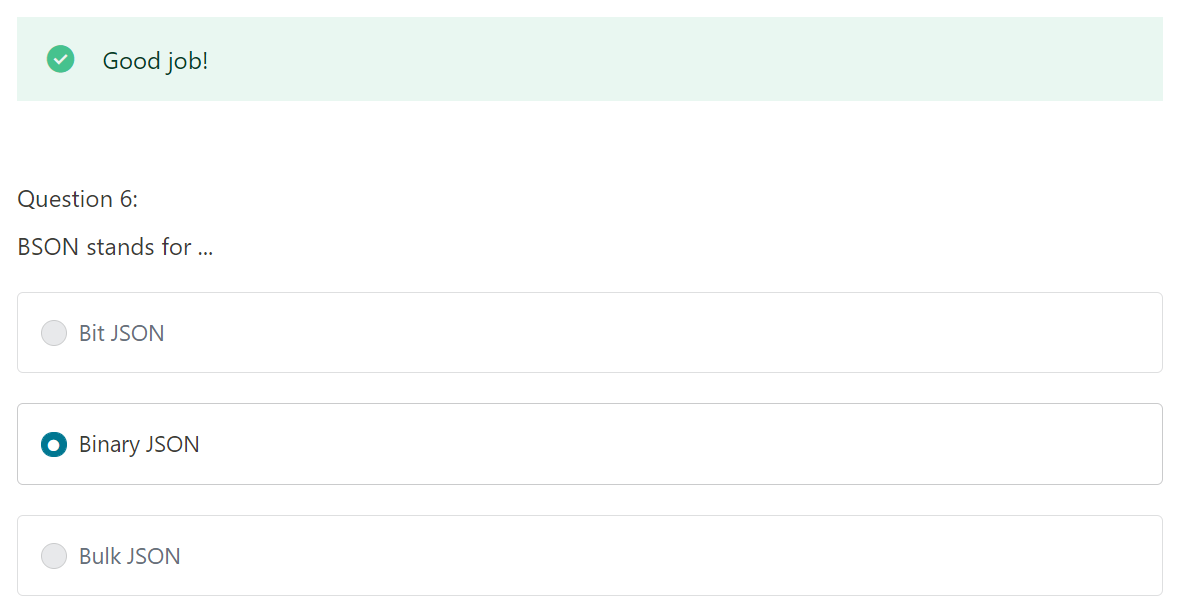 Good job!
Question 6:
BSON stands for ...
Bit JSON
Binary JSON
Bulk JSON